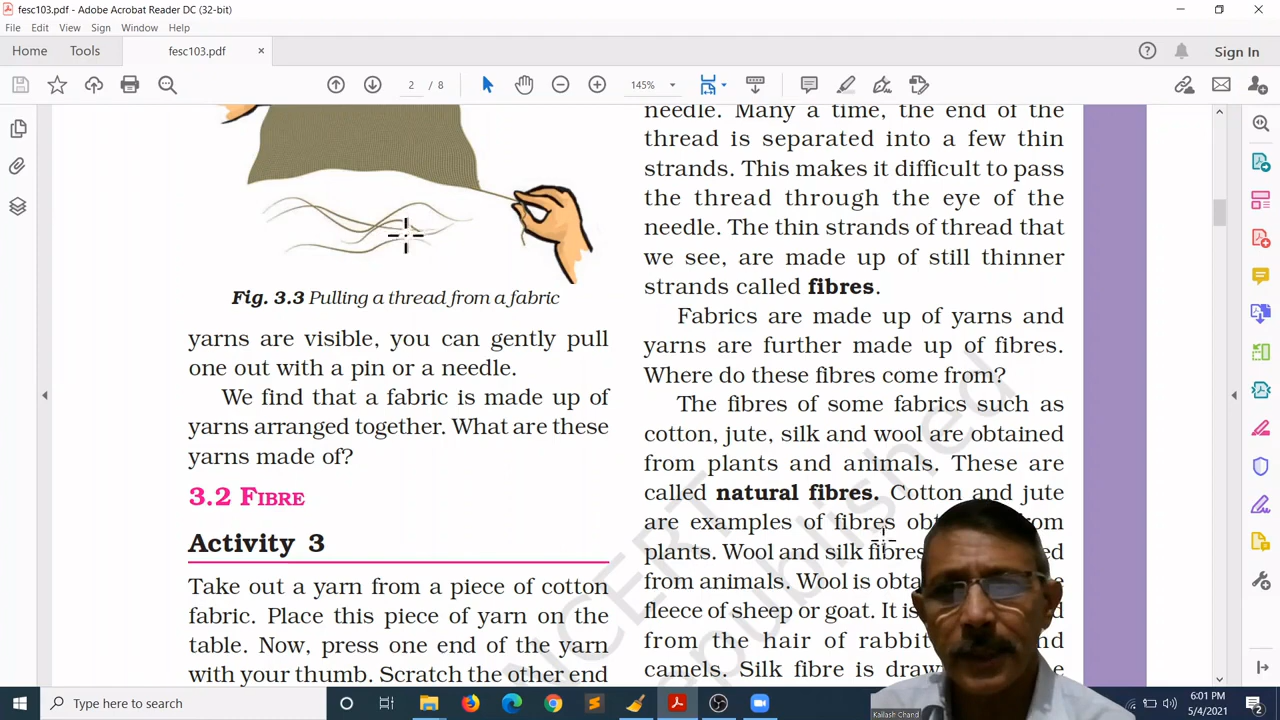 fesc103.pdf - Adobe Acrobat Reader DC (32-bit)
File Edit View Sign Window Help
Home Tools fesc103.pdf × Sign In
2 / 8 145%
Fig. 3.3 Pulling a thread from a fabric
yarns are visible, you can gently pull
one out with a pin or a needle.
We find that a fabric is made up of
yarns arranged together. What are these
yarns made of?
3.2 FIBRE
Activity 3
Take out a yarn from a piece of cotton
fabric. Place this piece of yarn on the
table. Now, press one end of the yarn
with your thumb. Scratch the other end
needle. Many a time, the end of the
thread is separated into a few thin
strands. This makes it difficult to pass
the thread through the eye of the
needle. The thin strands of thread that
we see, are made up of still thinner
strands called fibres.
Fabrics are made up of yarns and
yarns are further made up of fibres.
Where do these fibres come from?
The fibres of some fabrics such as
cotton, jute, silk and wool are obtained
from plants and animals. These are
called natural fibres. Cotton and jute
are examples of fibres
plants. Wool and silk fibres
from animals. Wool is
fleece of sheep or goat. It is
from the hair of
camels. Silk fibre is
NCERT
Kailash Chand
Type here to search
6:01 PM
5/4/2021
2